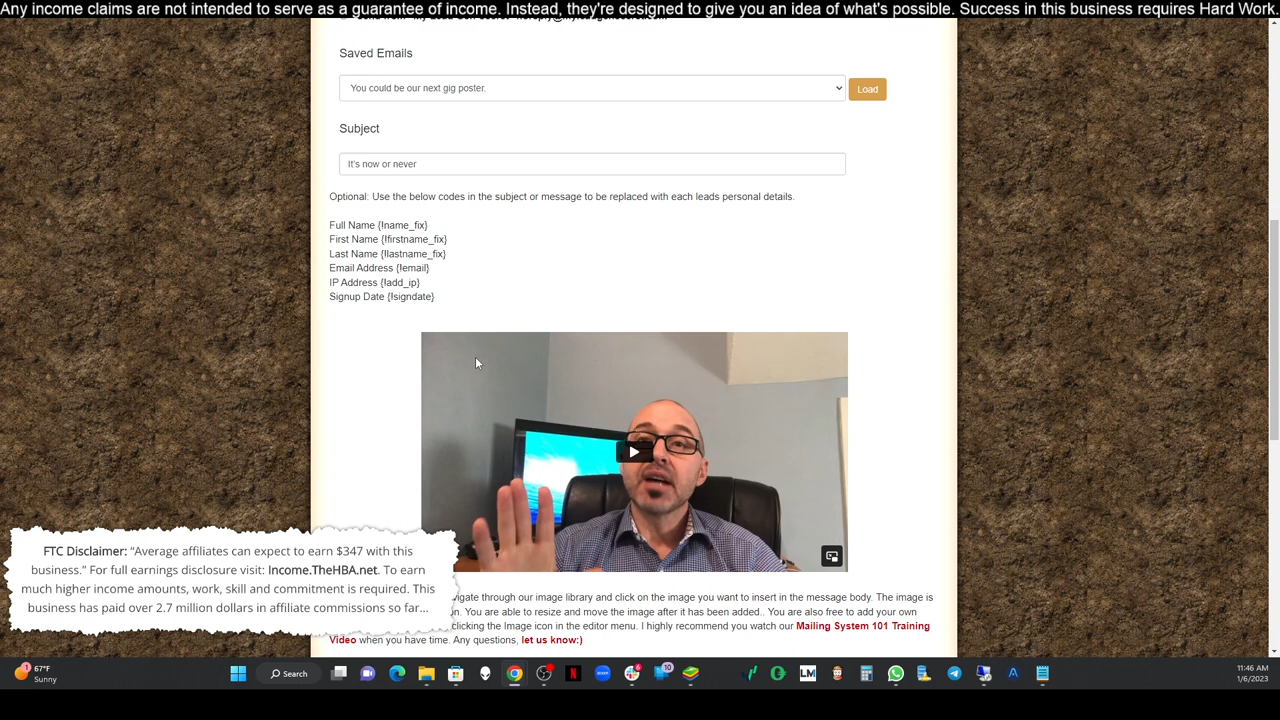 Any income claims are not intended to serve as a guarantee of income. Instead, they're designed to give you an idea of what's possible. Success in this business requires Hard Work.
Saved Emails
You could be our next gig poster.
Load
Subject
It's now or never
Optional: Use the below codes in the subject or message to be replaced with each leads personal details.
Full Name {!name_fix}
First Name {!firstname_fix}
Last Name {!lastname_fix}
Email Address {!email}
IP Address {!add_ip}
Signup Date {!signdate}
FTC Disclaimer: “Average affiliates can expect to earn $347 with this
business.” For full earnings disclosure visit: Income.TheHBA.net. To earn
much higher income amounts, work, skill and commitment is required. This
business has paid over 2.7 million dollars in affiliate commissions so far...
through our image library and click on the image you want to insert in the message body. The image is
You are able to resize and move the image after it has been added.. You are also free to add your own
clicking the Image icon in the editor menu. I highly recommend you watch our Mailing System 101 Training
Video when you have time. Any questions, let us know:)
67°F
Sunny
Search
LM
10
11:46 AM
1/6/2023